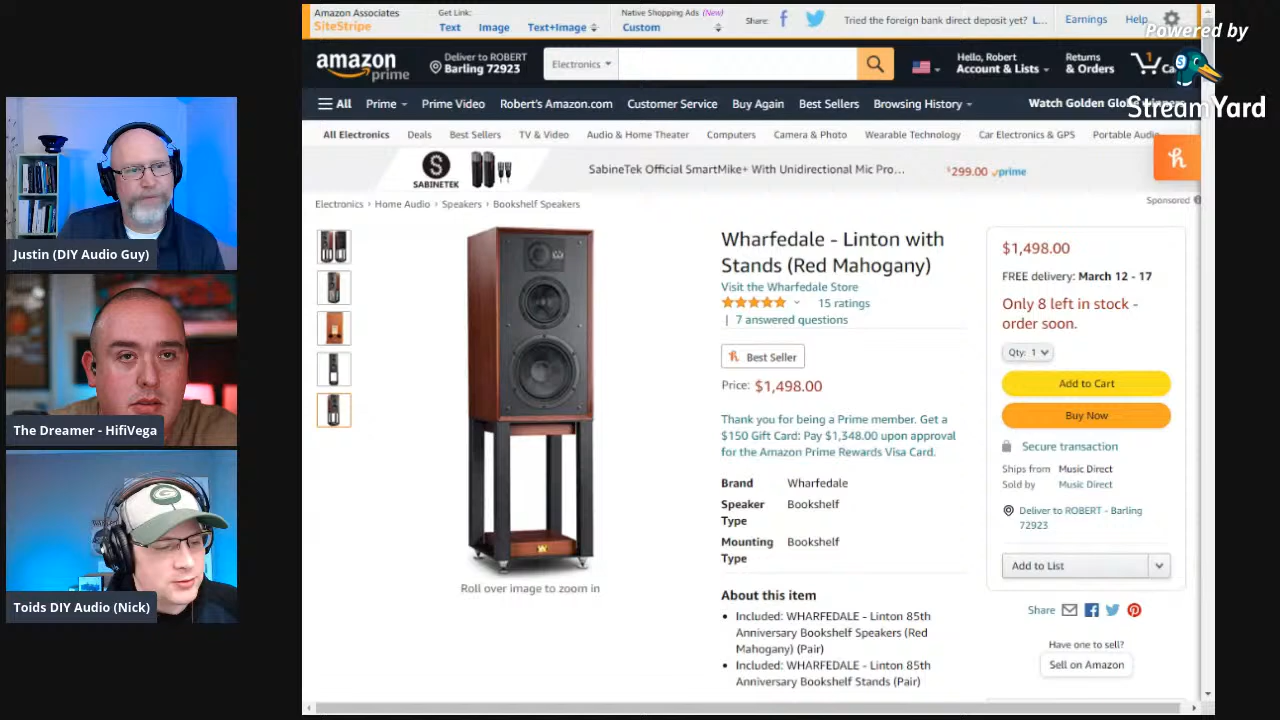 Amazon Associates
SiteStripe
Get Link:
Text
Image
Text+Image
Native Shopping Ads (New)
Custom
Share:
Tried the foreign bank direct deposit yet? L...
Earnings
Help
Powered by
StreamYard
amazon
prime
Deliver to ROBERT
Barling 72923
Electronics
Hello, Robert
Account & Lists
Returns
& Orders
1
All
Prime
Prime Video
Robert's Amazon.com
Customer Service
Buy Again
Best Sellers
Browsing History
Watch Golden
All Electronics
Deals
Best Sellers
TV & Video
Audio & Home Theater
Computers
Camera & Photo
Wearable Technology
Car Electronics & GPS
Portable Audio
S
SABINETEK
SabineTek Official SmartMike+ With Unidirectional Mic Pro...
$299.00 prime
Sponsored
Electronics › Home Audio › Speakers › Bookshelf Speakers
Wharfedale - Linton with
Stands (Red Mahogany)
Visit the Wharfedale Store
15 ratings
| 7 answered questions
Best Seller
Price: $1,498.00
Thank you for being a Prime member. Get a
$150 Gift Card: Pay $1,348.00 upon approval
for the Amazon Prime Rewards Visa Card.
Brand Wharfedale
Speaker Bookshelf
Type
Mounting Bookshelf
Type
About this item
• Included: WHARFEDALE - Linton 85th
Anniversary Bookshelf Speakers (Red
Mahogany) (Pair)
• Included: WHARFEDALE - Linton 85th
Anniversary Bookshelf Stands (Pair)
Roll over image to zoom in
$1,498.00
FREE delivery: March 12 - 17
Only 8 left in stock -
order soon.
Qty: 1
Add to Cart
Buy Now
Secure transaction
Ships from Music Direct
Sold by Music Direct
Deliver to ROBERT - Barling
72923
Add to List
Share
Have one to sell?
Sell on Amazon
Justin (DIY Audio Guy)
The Dreamer - HifiVega
Toids DIY Audio (Nick)